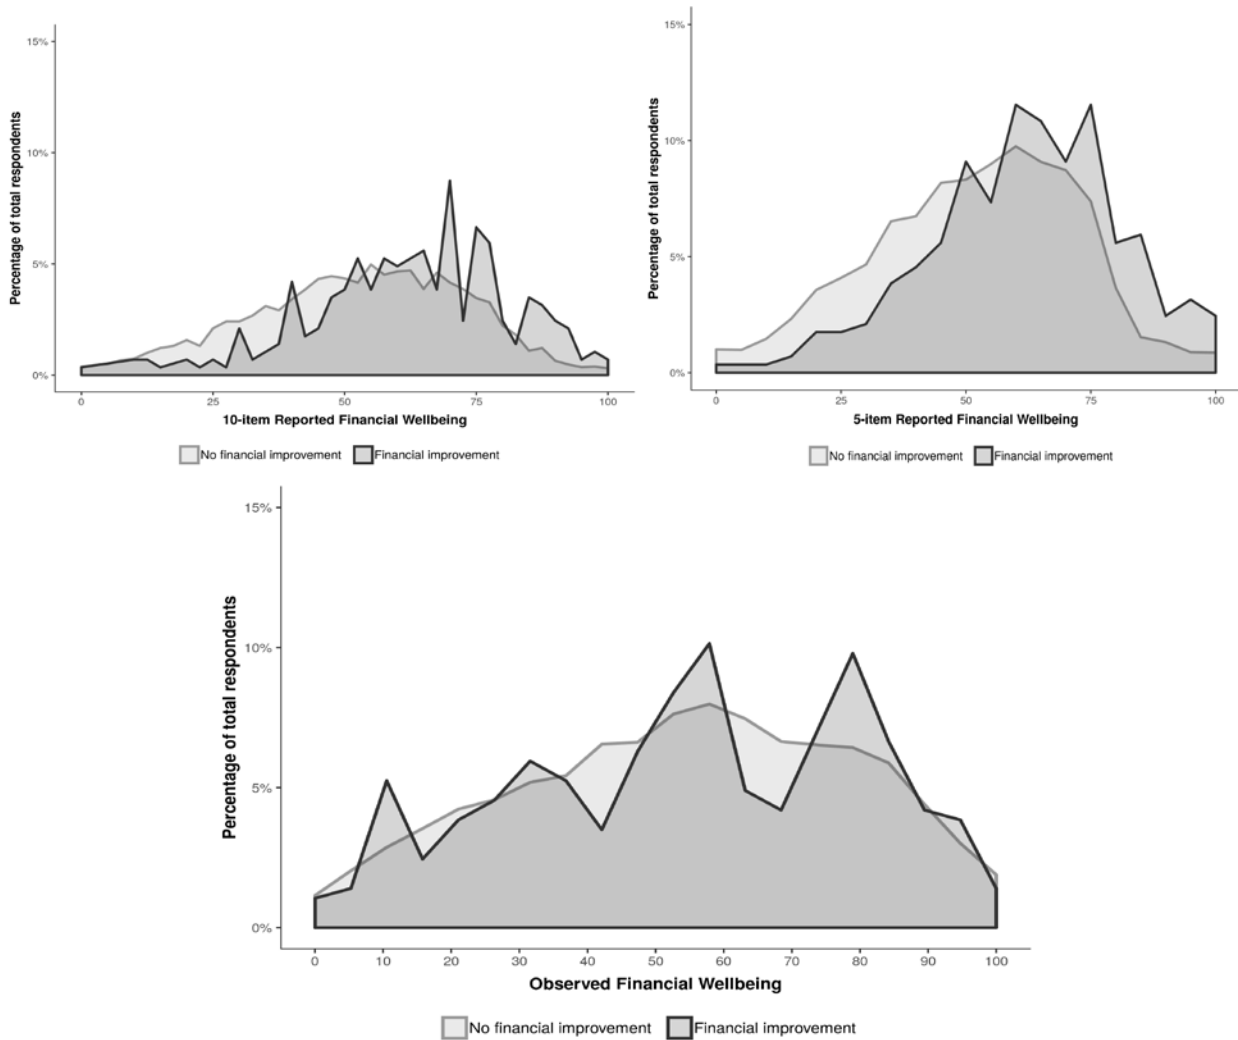 Percentage of total respondents
15%
10%
5%
0%
0 25 50 75 100
10-item Reported Financial Wellbeing
No financial improvement Financial improvement
Percentage of total respondents
15%
10%
5%
0%
0 25 50 75 100
5-item Reported Financial Wellbeing
No financial improvement Financial improvement
Percentage of total respondents
15%
10%
5%
0%
0 10 20 30 40 50 60 70 80 90 100
Observed Financial Wellbeing
No financial improvement Financial improvement